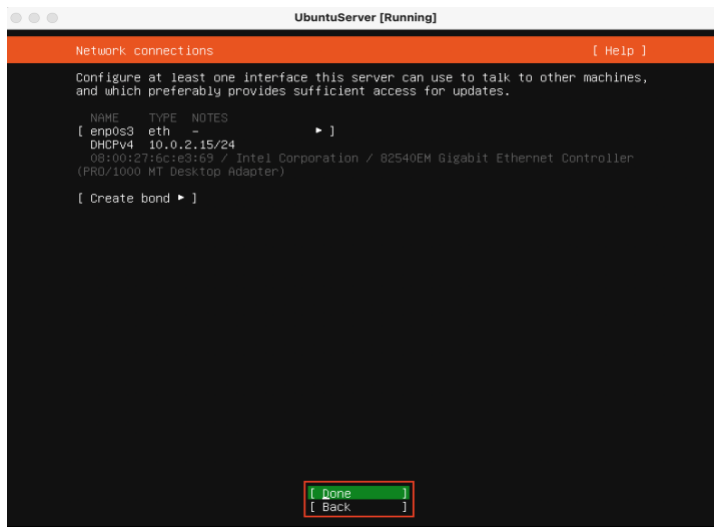 UbuntuServer [Running]
Network connections [ Help ]
Configure at least one interface this server can use to talk to other machines,
and which preferably provides sufficient access for updates.
NAME TYPE NOTES
[ enp0s3 eth - ▸ ]
DHCPv4 10.0.2.15/24
08:00:27:6c:e3:69 / Intel Corporation / 82540EM Gigabit Ethernet Controller
(PRO/1000 MT Desktop Adapter)
[ Create bond ▸ ]
[ Done ]
[ Back ]